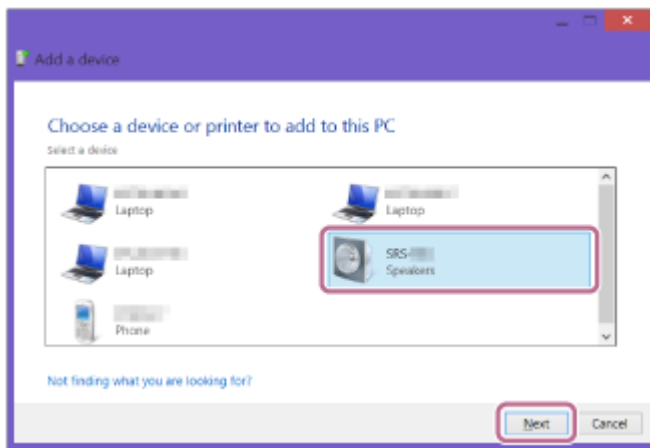 Add a device
Choose a device or printer to add to this PC
Select a device
Laptop
Laptop
Laptop
SRS-
Speakers
Phone
Not finding what you are looking for?
Next
Cancel